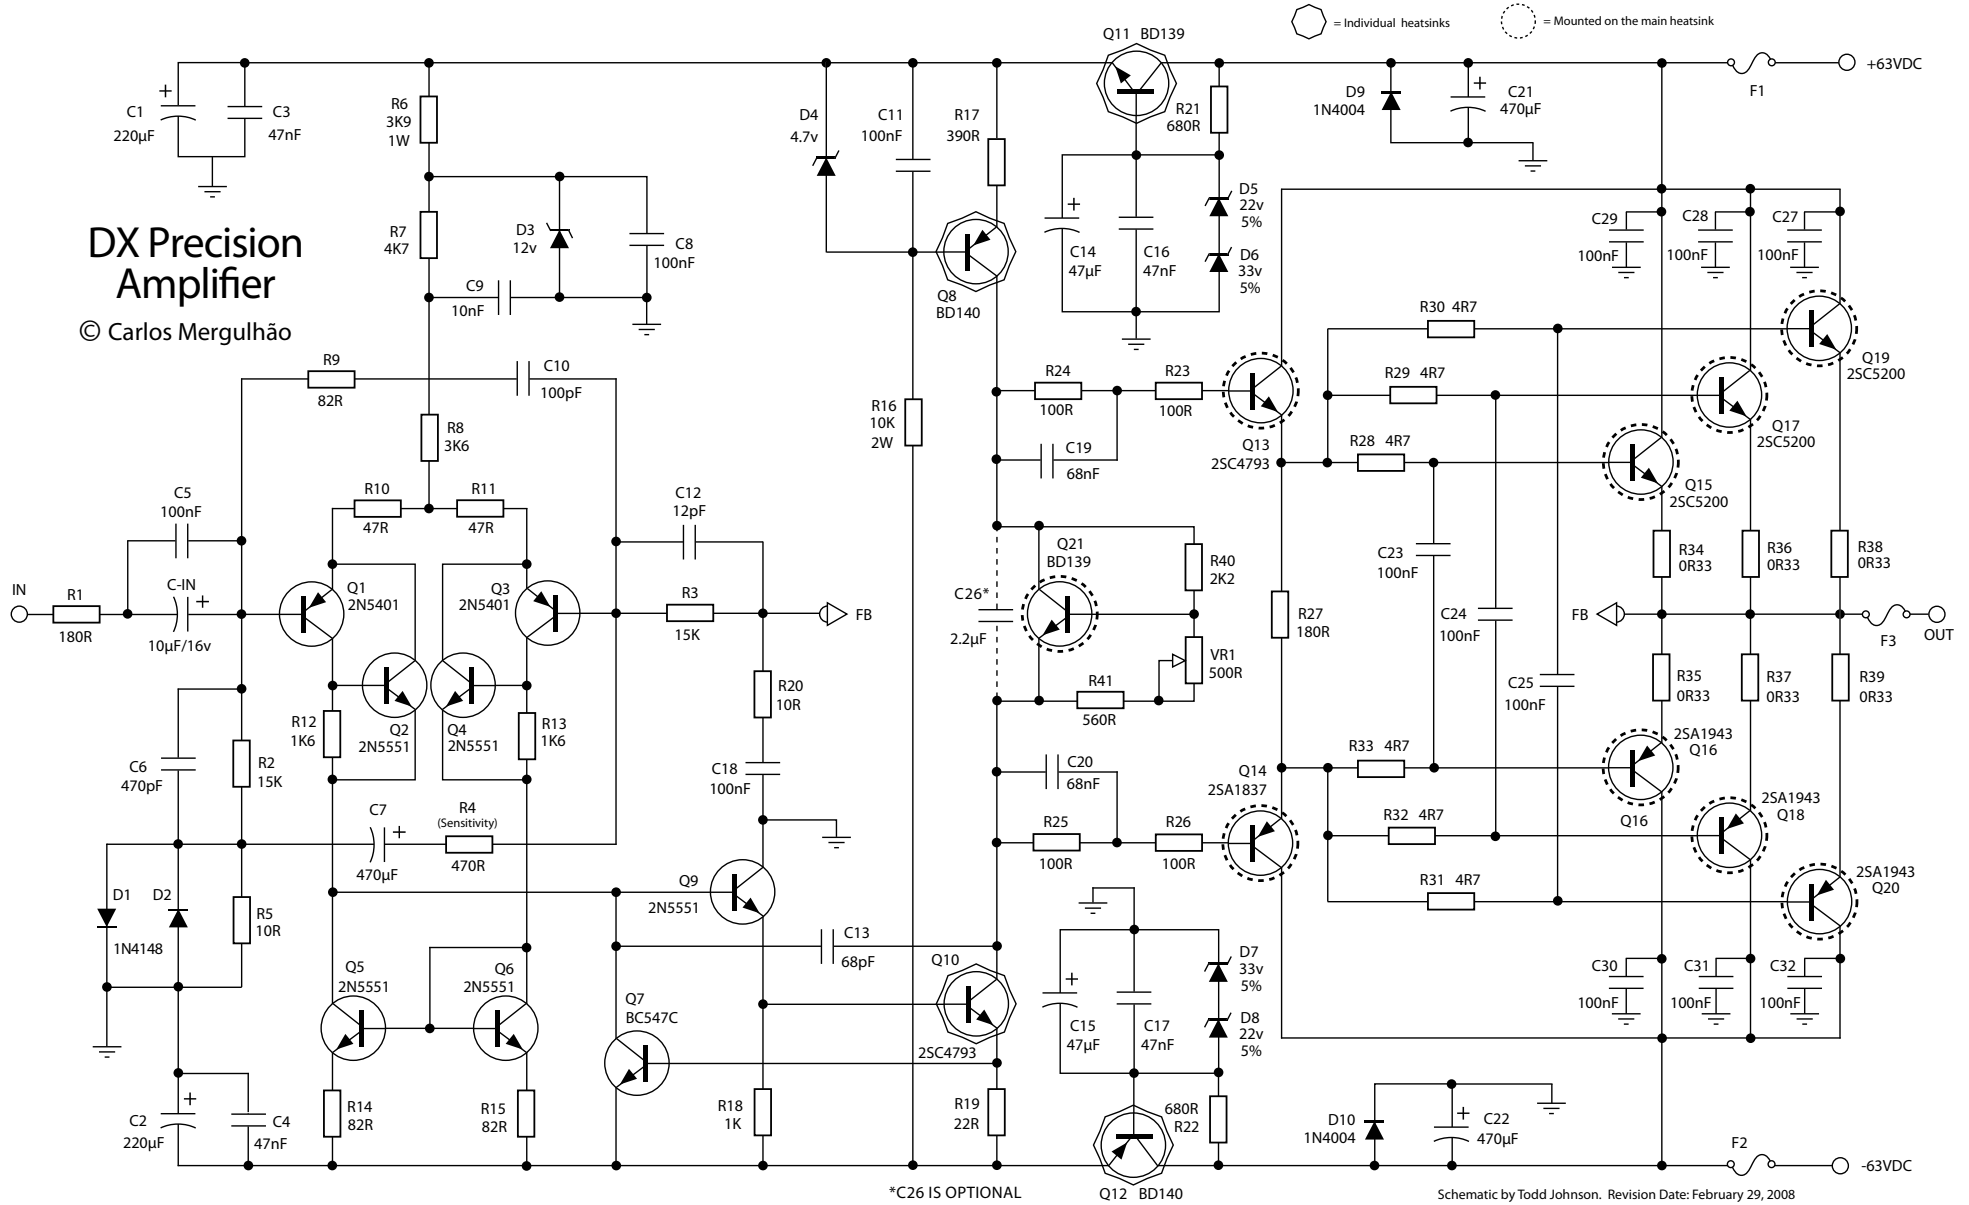 = Individual heatsinks
= Mounted on the main heatsink
Q11 BD139
+63VDC
F1
C1
220µF
+
C3
47nF
R6
3K9
1W
D4
4.7v
C11
100nF
R17
390R
R21
680R
D9
1N4004
+
C21
470µF
DX Precision
Amplifier
© Carlos Mergulhão
R7
4K7
D3
12v
C8
100nF
C9
10nF
Q8
BD140
+
C14
47µF
C16
47nF
D5
22v
5%
D6
33v
5%
C29
100nF
C28
100nF
C27
100nF
R9
82R
C10
100pF
R8
3K6
R16
10K
2W
R24
100R
R23
100R
C19
68nF
Q13
2SC4793
R30 4R7
R29 4R7
R28 4R7
Q19
2SC5200
Q17
2SC5200
Q15
2SC5200
C5
100nF
R10
47R
R11
47R
C12
12pF
IN
R1
180R
C-IN
+
10µF/16v
Q1
2N5401
Q3
2N5401
R3
15K
FB
C26*
2.2µF
Q21
BD139
R40
2K2
VR1
500R
R41
560R
R27
180R
C23
100nF
C24
100nF
C25
100nF
R34
0R33
R36
0R33
R38
0R33
FB
F3
OUT
R35
0R33
R37
0R33
R39
0R33
R12
1K6
Q2
2N5551
Q4
2N5551
R13
1K6
R20
10R
C18
100nF
C6
470pF
R2
15K
C7
+
470µF
R4
(Sensitivity)
470R
C20
68nF
R25
100R
R26
100R
Q14
2SA1837
R33 4R7
R32 4R7
R31 4R7
2SA1943
Q16
Q16
2SA1943
Q18
2SA1943
Q20
D1
D2
1N4148
R5
10R
Q9
2N5551
C13
68pF
Q5
2N5551
Q6
2N5551
Q7
BC547C
Q10
2SC4793
+
C15
47µF
C17
47nF
D7
33v
5%
D8
22v
5%
C30
100nF
C31
100nF
C32
100nF
C2
220µF
+
C4
47nF
R14
82R
R15
82R
R18
1K
R19
22R
680R
R22
D10
1N4004
+
C22
470µF
F2
-63VDC
*C26 IS OPTIONAL
Q12 BD140
Schematic by Todd Johnson. Revision Date: February 29, 2008